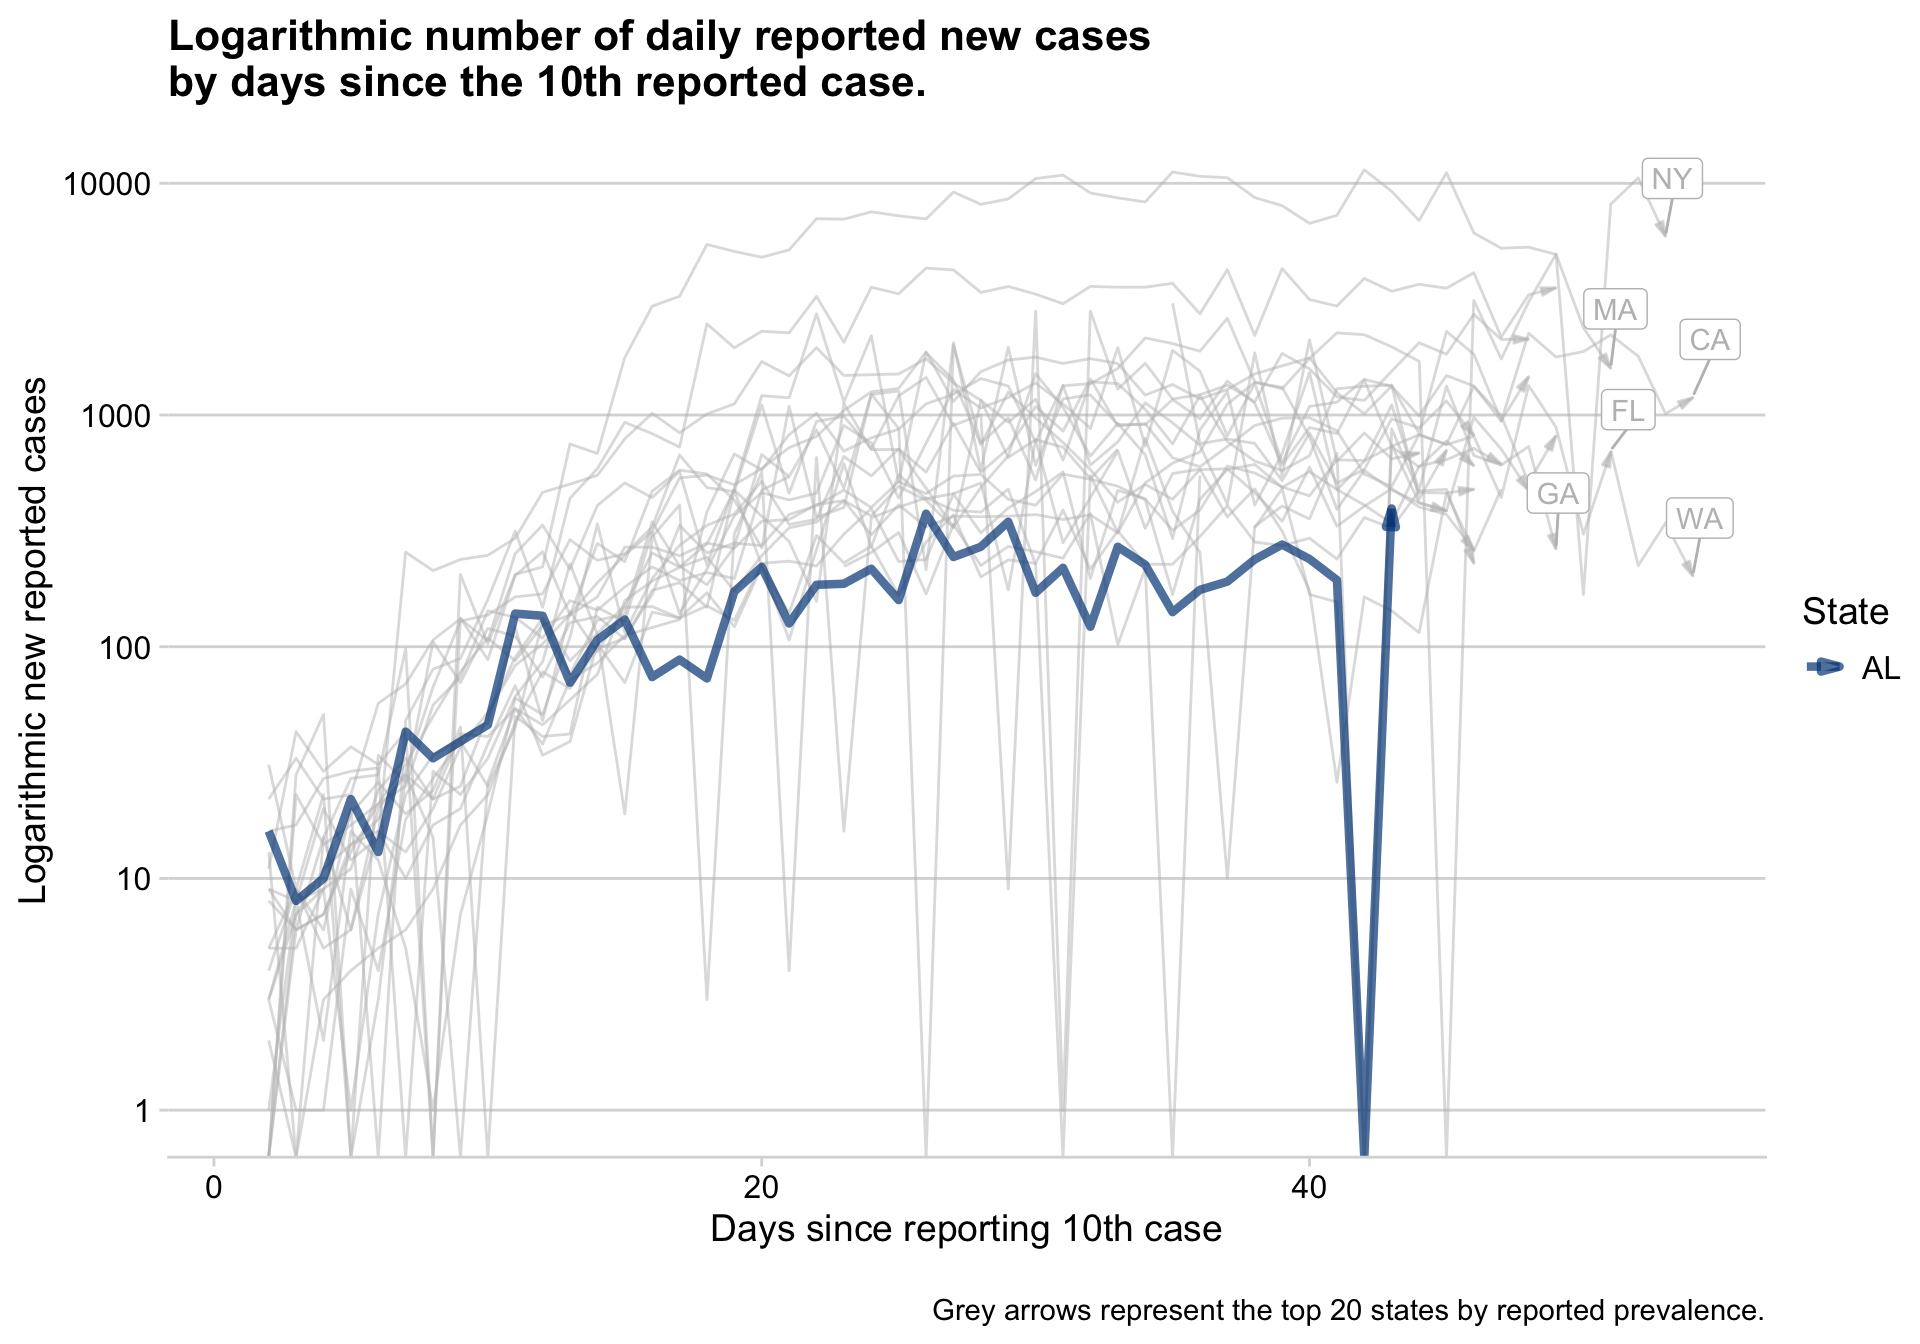 Logarithmic number of daily reported new cases
by days since the 10th reported case.
10000
1000
100
10
1
Logarithmic new reported cases
NY
MA
CA
FL
GA
WA
State
AL
0
20
40
Days since reporting 10th case
Grey arrows represent the top 20 states by reported prevalence.